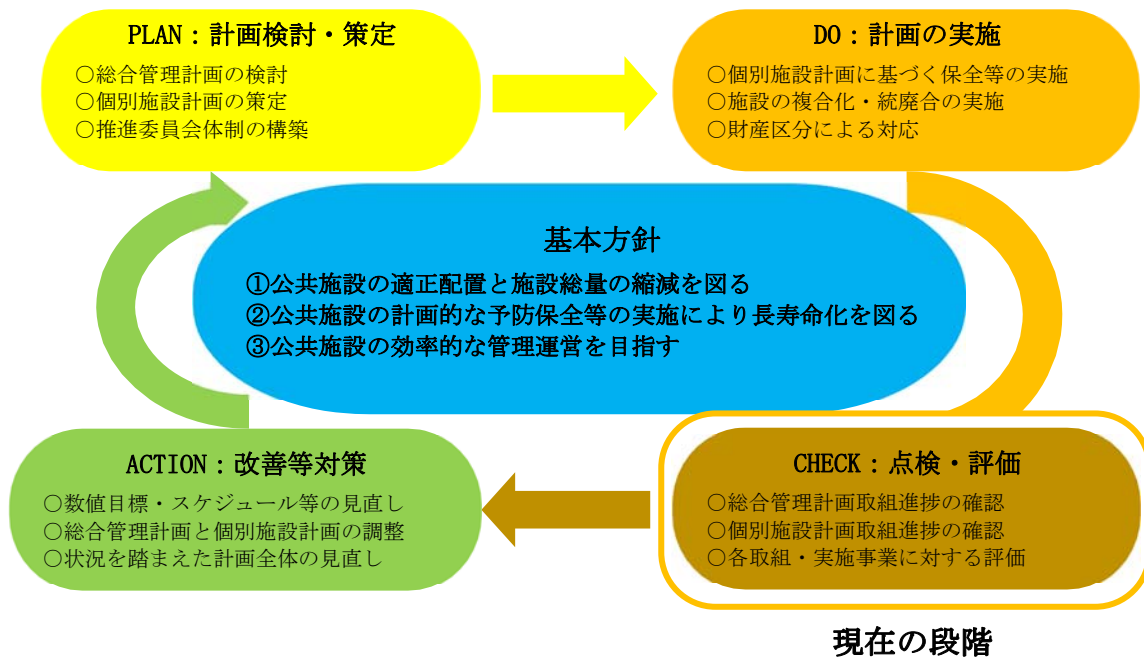 PLAN：計画検討・策定
○総合管理計画の検討
○個別施設計画の策定
○推進委員会体制の構築
DO：計画の実施
○個別施設計画に基づく保全等の実施
○施設の複合化・統廃合の実施
○財産区分による対応
基本方針
①公共施設の適正配置と施設総量の縮減を図る
②公共施設の計画的な予防保全等の実施により長寿命化を図る
③公共施設の効率的な管理運営を目指す
ACTION：改善等対策
○数値目標・スケジュール等の見直し
○総合管理計画と個別施設計画の調整
○状況を踏まえた計画全体の見直し
CHECK：点検・評価
○総合管理計画取組進捗の確認
○個別施設計画取組進捗の確認
○各取組・実施事業に対する評価
現在の段階